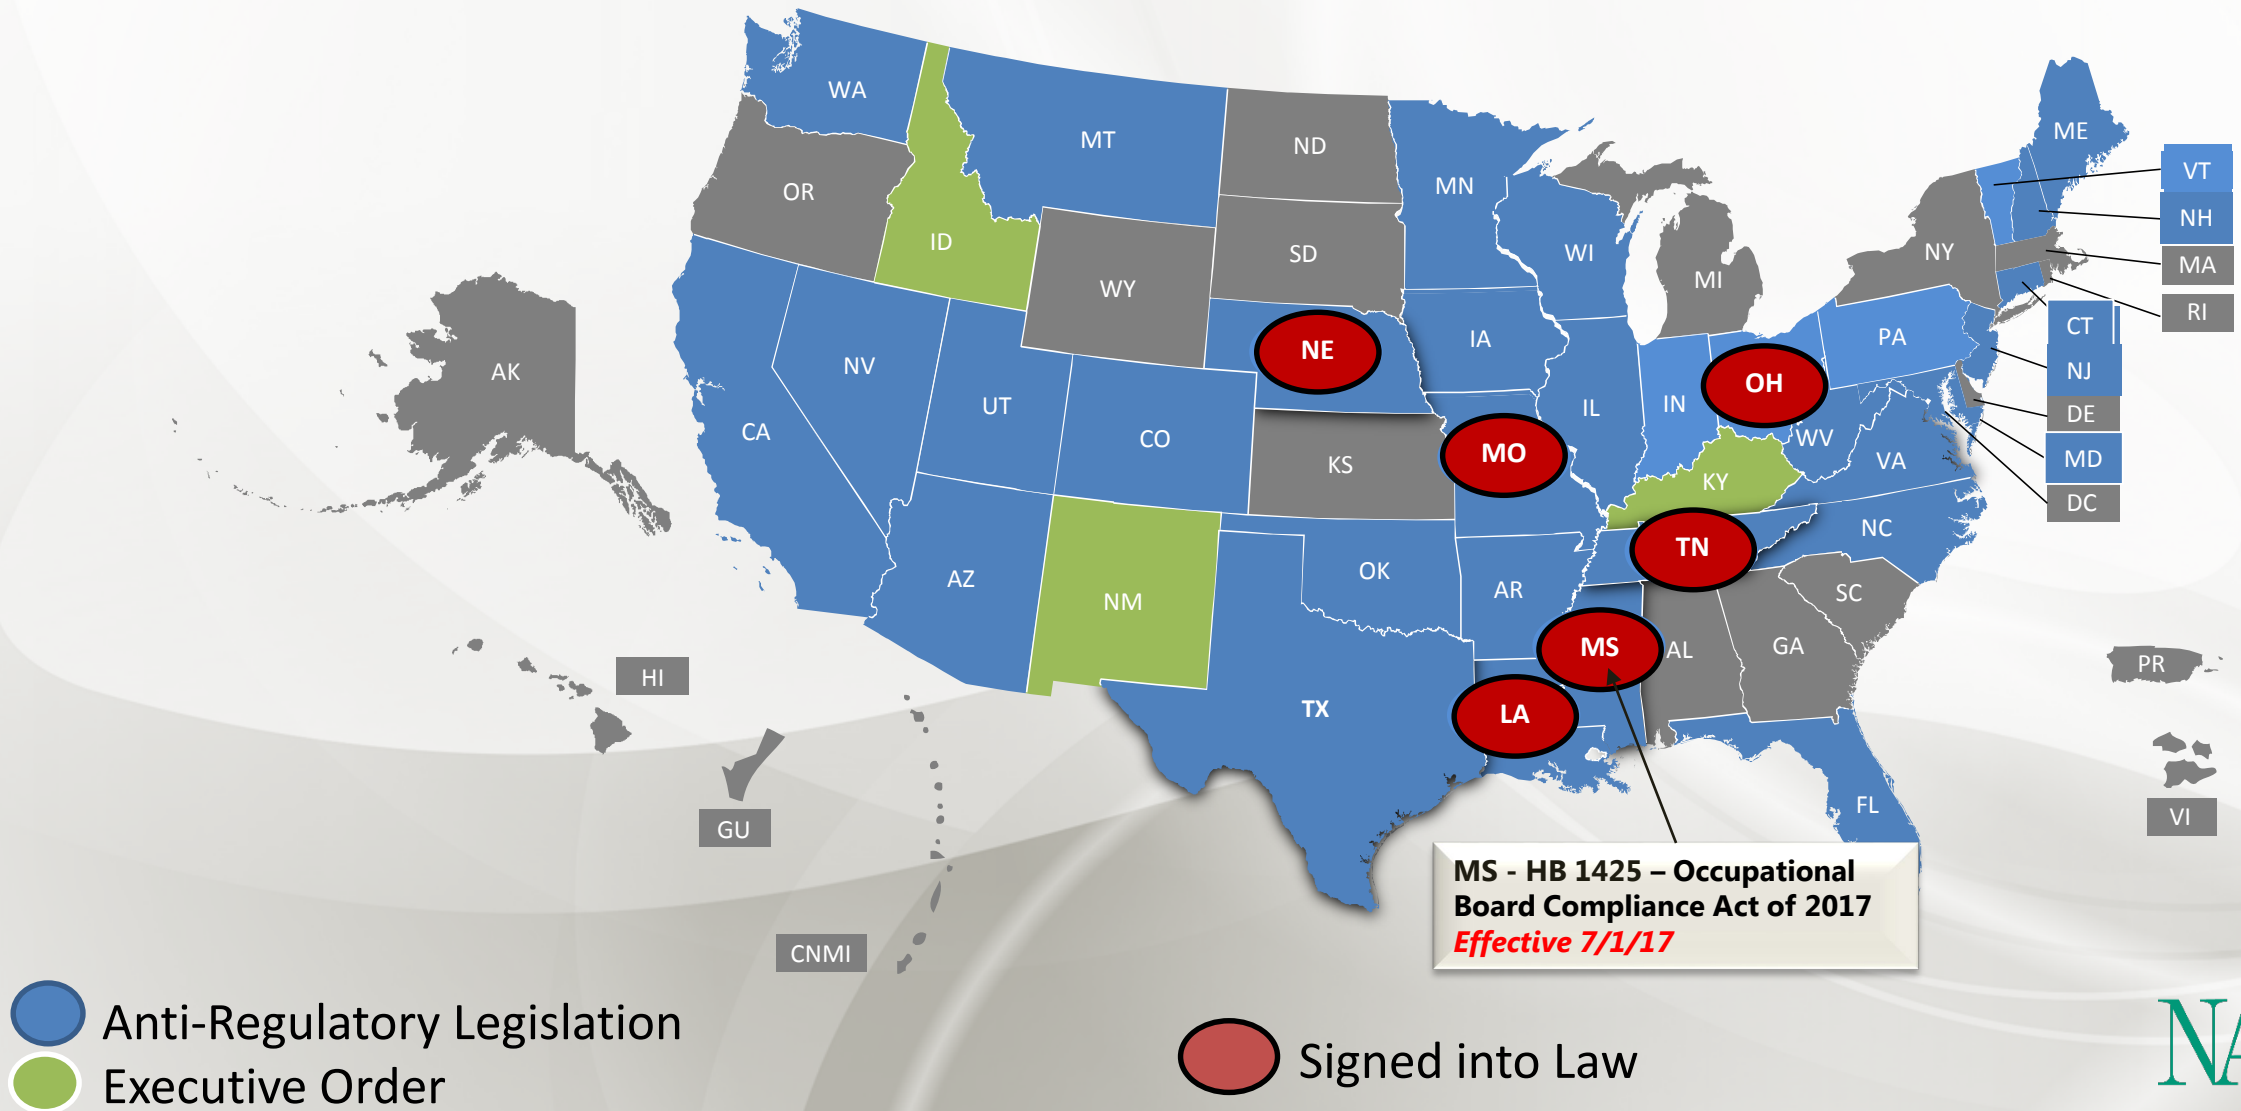 WA
MT
ND
MN
ME
VT
NH
MA
RI
OR
ID
WY
SD
WI
MI
NY
CT
NJ
DE
MD
DC
NE
IA
PA
OH
IN
IL
NV
UT
CO
CA
KS
MO
WV
VA
KY
AK
AZ
NM
OK
AR
TN
NC
SC
MS
AL
GA
LA
TX
FL
HI
GU
CNMI
PR
VI
MS - HB 1425 – Occupational
Board Compliance Act of 2017
Effective 7/1/17
Anti-Regulatory Legislation
Executive Order
Signed into Law